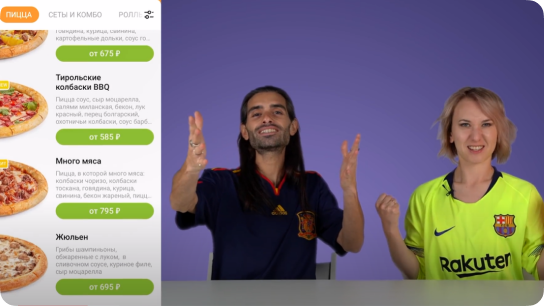 ПИЦЦА СЕТЫ И КОМБО РОЛЛЫ
говядина, курица, свинина,
картофельные дольки, соус го...
от 675 ₽
Тирольские
колбаски BBQ
Пицца соус, сыр моцарелла,
салями миланская, бекон, лук
красный, перец болгарский,
охотничьи колбаски, соус барб...
от 585 ₽
Много мяса
Пицца, в которой много мяса:
колбаски чоризо, колбаски
тоскана, говядина, курица,
свинина, бекон жареный, пицц...
от 795 ₽
Жюльен
Грибы шампиньоны,
обжаренные с луком, в
сливочном соусе, куриное филе,
сыр моцарелла
от 695 ₽
Rakuten